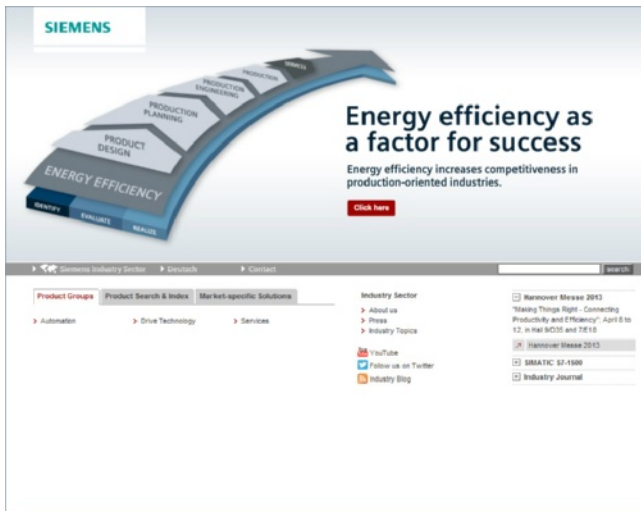 SIEMENS
SERVICES
PRODUCTION
PRODUCTION
ENGINEERING
PRODUCTION
PLANNING
PRODUCT
DESIGN
ENERGY EFFICIENCY
IDENTIFY
EVALUATE
REALIZE
Energy efficiency as
a factor for success
Energy efficiency increases competitiveness in
production-oriented industries.
Click here
Siemens Industry Sector
Deutsch
Contact
search
Product Groups
Product Search & Index
Market-specific Solutions
Automation
Drive Technology
Services
Industry Sector
About us
Press
Industry Topics
YouTube
Follow us on Twitter
Industry Blog
Hannover Messe 2013
"Making Things Right - Connecting
Productivity and Efficiency"; April 8 to
12, in Hall 9/D35 and 7/E10
Hannover Messe 2013
SIMATIC S7-1500
Industry Journal